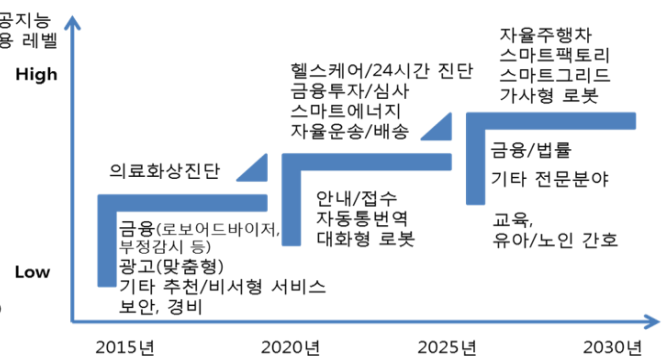 공지능
용 레벨
High
Low
)
의료화상진단
금융(로보어드바이저,
부정감시 등)
광고(맞춤형)
기타 추천/비서형 서비스
보안, 경비
헬스케어/24시간 진단
금융투자/심사
스마트에너지
자율운송/배송
안내/접수
자동통번역
대화형 로봇
자율주행차
스마트팩토리
스마트그리드
가사형 로봇
금융/법률
기타 전문분야
교육,
유아/노인 간호
2015년
2020년
2025년
2030년